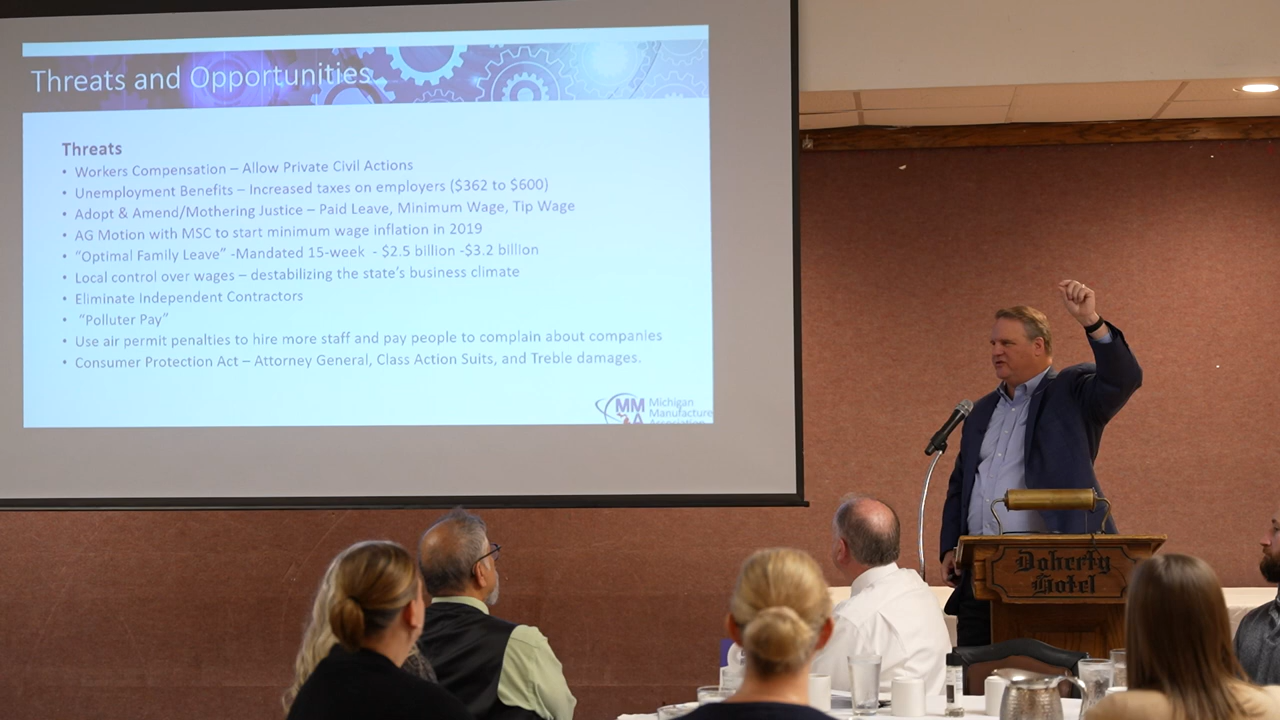 Threats and Opportunities
Threats
• Workers Compensation – Allow Private Civil Actions
• Unemployment Benefits – Increased taxes on employers ($362 to $600)
• Adopt & Amend/Mothering Justice – Paid Leave, Minimum Wage, Tip Wage
• AG Motion with MSC to start minimum wage inflation in 2019
• “Optimal Family Leave” -Mandated 15-week - $2.5 billion -$3.2 billion
• Local control over wages – destabilizing the state’s business climate
• Eliminate Independent Contractors
• “Polluter Pay”
• Use air permit penalties to hire more staff and pay people to complain about companies
• Consumer Protection Act – Attorney General, Class Action Suits, and Treble damages.
MMA
Michigan
Manufacture
Association
Doherty
Hotel